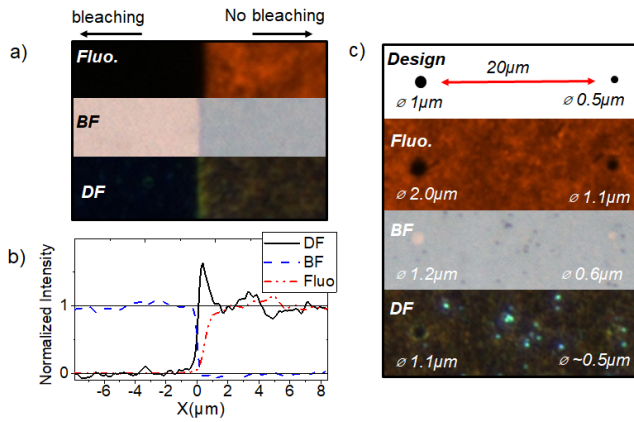 bleaching
No bleaching
a)
Fluo.
BF
DF
b)
Normalized Intensity
1
0
DF
BF
Fluo
-6 -4 -2 0 2 4 6 8
X(μm)
c)
Design
20μm
⌀ 1μm
⌀ 0.5μm
Fluo.
⌀ 2.0μm
⌀ 1.1μm
BF
⌀ 1.2μm
⌀ 0.6μm
DF
⌀ 1.1μm
⌀ ~0.5μm